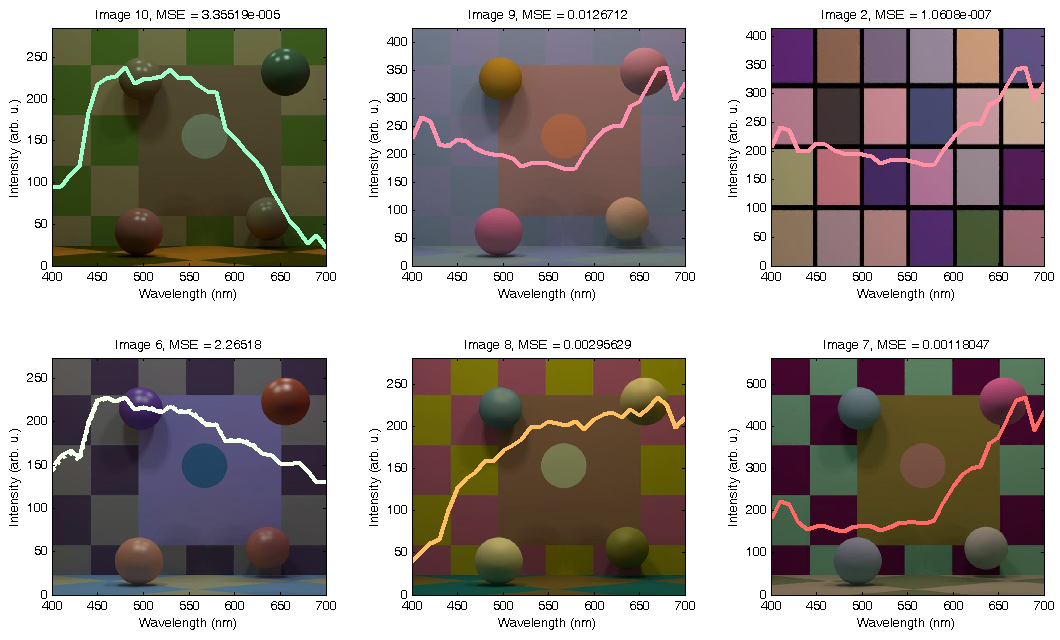 Image 10, MSE = 3.35519e-005
Intensity (arb. u.)
250
200
150
100
50
0
400 450 500 550 600 650 700
Wavelength (nm)
Image 9, MSE = 0.0126712
Intensity (arb. u.)
400
350
300
250
200
150
100
50
0
400 450 500 550 600 650 700
Wavelength (nm)
Image 2, MSE = 1.0608e-007
Intensity (arb. u.)
400
350
300
250
200
150
100
50
0
400 450 500 550 600 650 700
Wavelength (nm)
Image 6, MSE = 2.26518
Intensity (arb. u.)
250
200
150
100
50
0
400 450 500 550 600 650 700
Wavelength (nm)
Image 8, MSE = 0.00295629
Intensity (arb. u.)
250
200
150
100
50
0
400 450 500 550 600 650 700
Wavelength (nm)
Image 7, MSE = 0.00118047
Intensity (arb. u.)
500
400
300
200
100
0
400 450 500 550 600 650 700
Wavelength (nm)